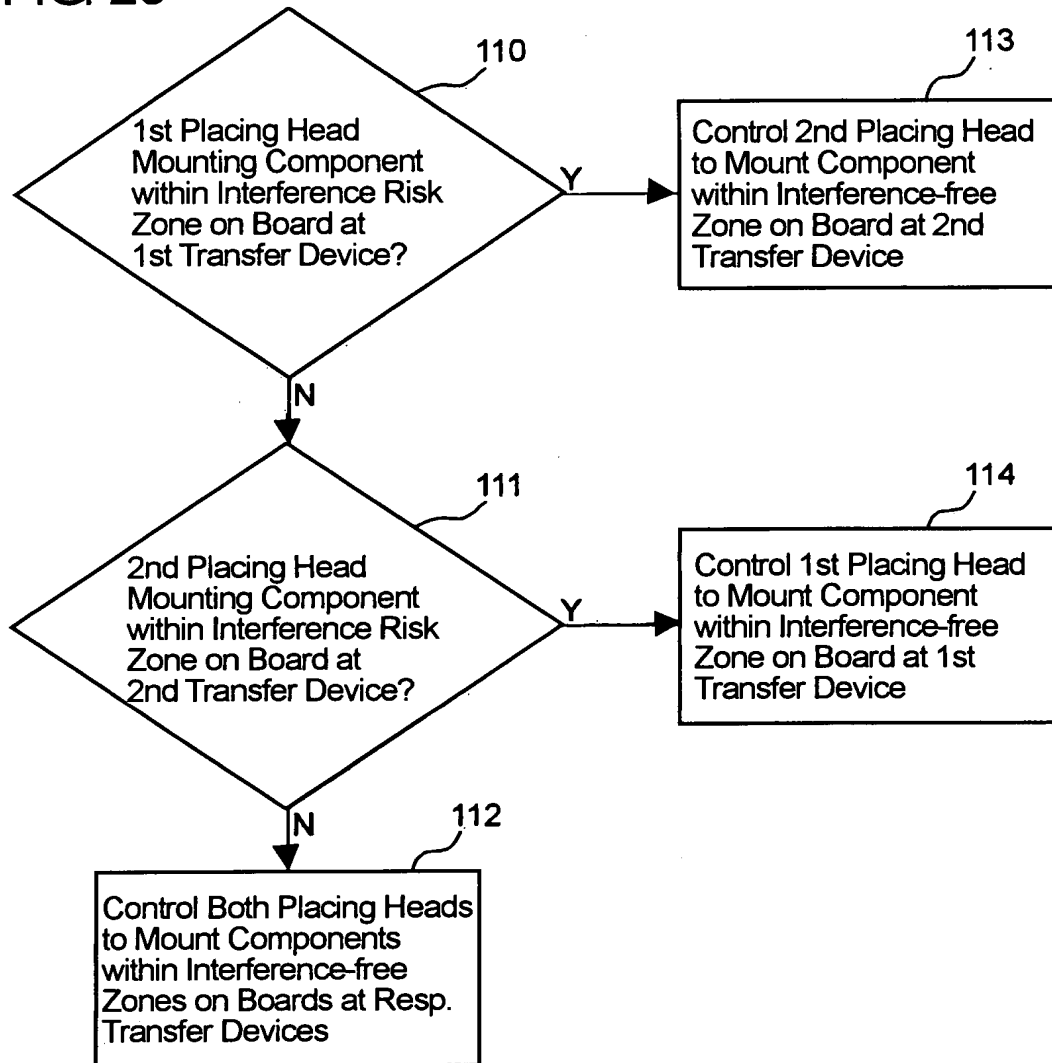 110
1st Placing Head
Mounting Component
within Interference Risk
Zone on Board at
1st Transfer Device?
Y
113
Control 2nd Placing Head
to Mount Component
within Interference-free
Zone on Board at 2nd
Transfer Device
N
111
2nd Placing Head
Mounting Component
within Interference Risk
Zone on Board at
2nd Transfer Device?
Y
114
Control 1st Placing Head
to Mount Component
within Interference-free
Zone on Board at 1st
Transfer Device
N
112
Control Both Placing Heads
to Mount Components
within Interference-free
Zones on Boards at Resp.
Transfer Devices